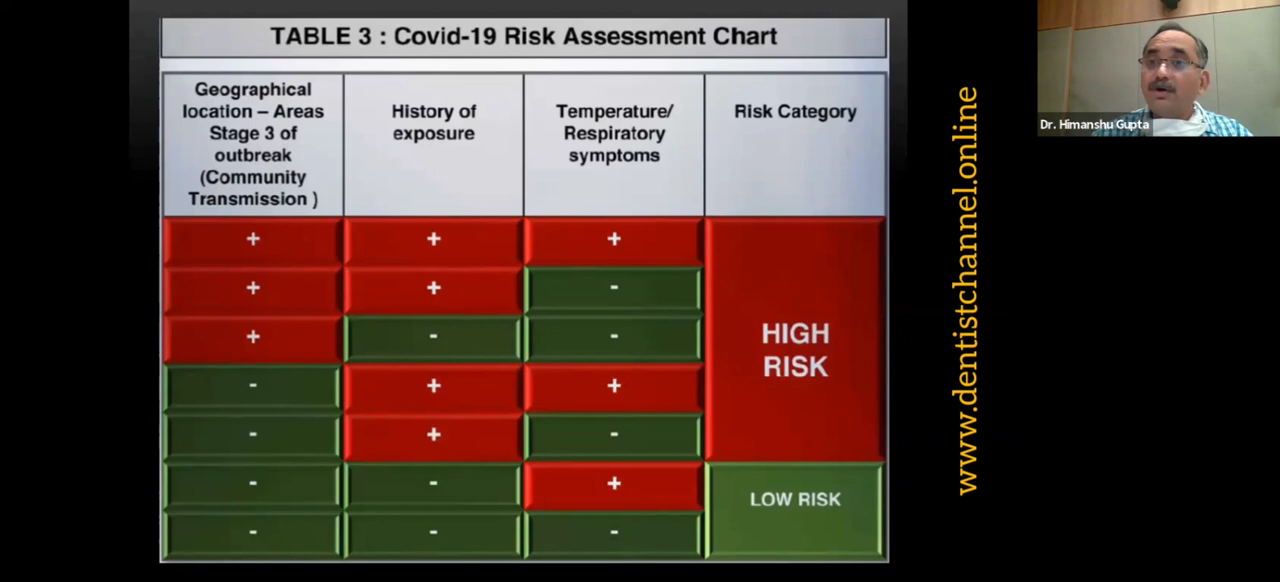 TABLE 3 : Covid-19 Risk Assessment Chart
Geographical
location – Areas
Stage 3 of
outbreak
(Community
Transmission )
History of
exposure
Temperature/
Respiratory
symptoms
Risk Category
+ + +
+ + -
+ - -
- + +
- + -
- - +
- - -
HIGH
RISK
LOW RISK
www.dentistchannel.online
Dr. Himanshu Gupta